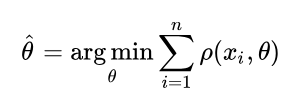 θ̂ = arg min_θ ∑_{i=1}^{n} ρ(x_i, θ)